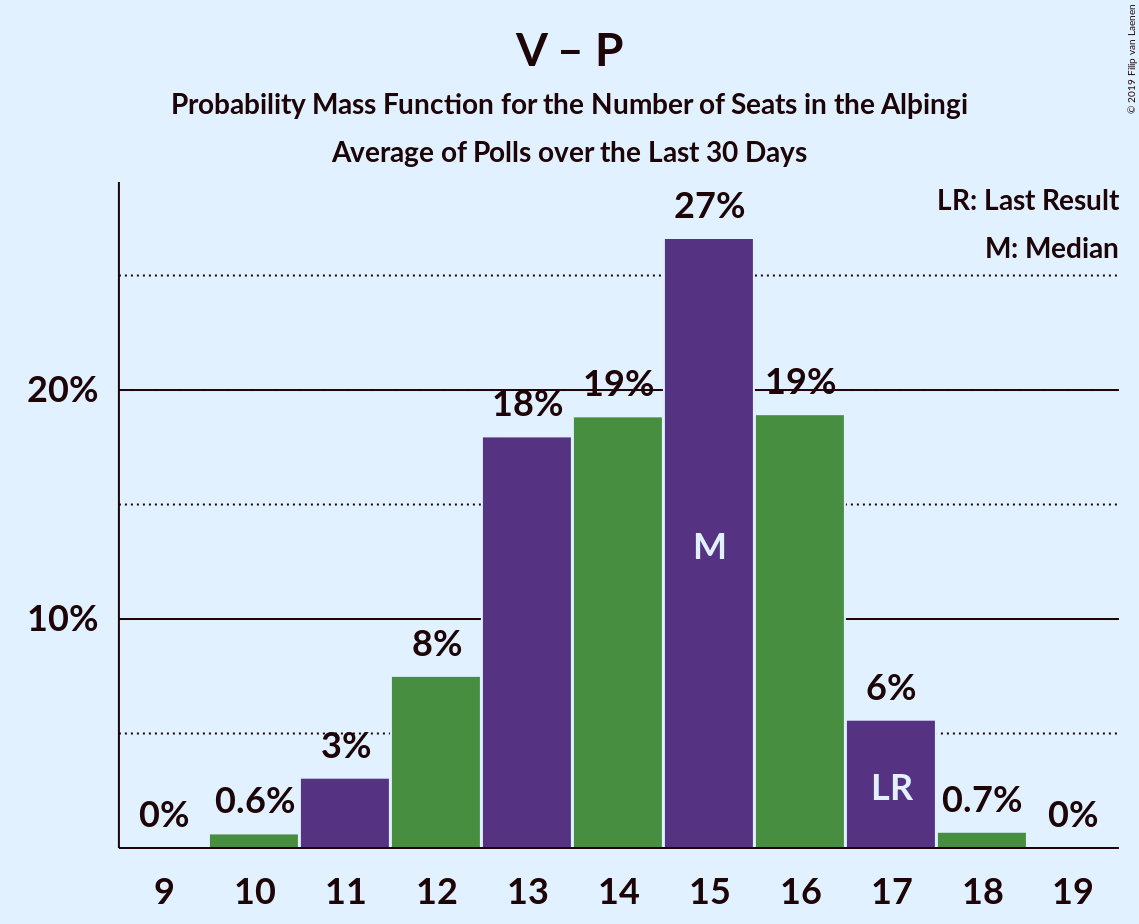 V – P
Probability Mass Function for the Number of Seats in the Alþingi
Average of Polls over the Last 30 Days
© 2019 Filip van Laenen
LR: Last Result
M: Median
20%
10%
0%
0.6%
3%
8%
18%
19%
27%
19%
6%
0.7%
0%
M
LR
9 10 11 12 13 14 15 16 17 18 19